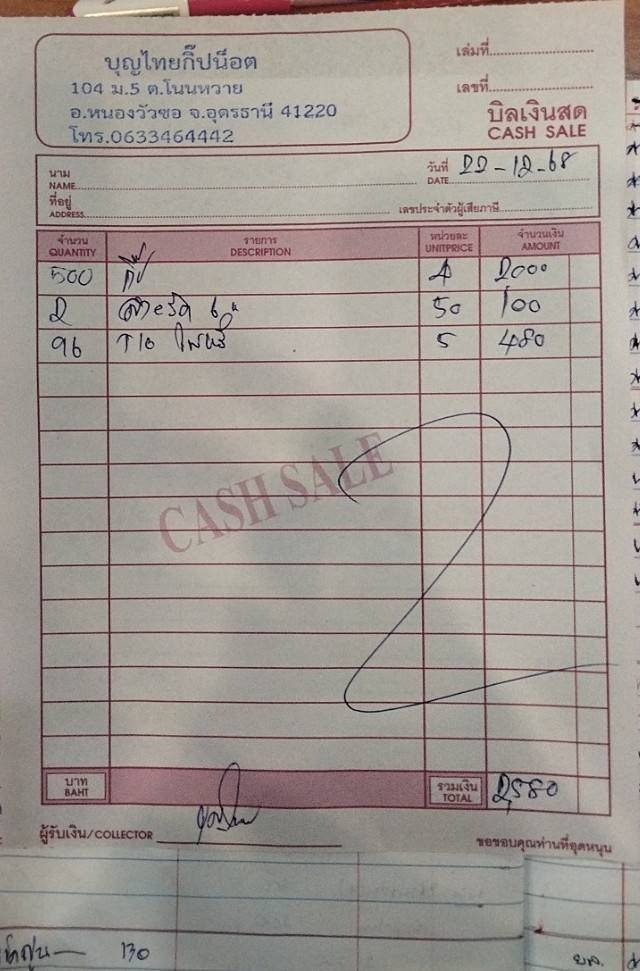 บุญไทยกิ๊ปน็อต
104 ม.5 ต.โนนหวาย
อ.หนองวัวซอ จ.อุดรธานี 41220
โทร.0633464442
เล่มที่
เลขที่
บิลเงินสด
CASH SALE
นาม
NAME
วันที่ 22-12-68
DATE
ที่อยู่
ADDRESS
เลขประจำตัวผู้เสียภาษี
จำนวน รายการ หน่วยละ จำนวนเงิน
QUANTITY DESCRIPTION UNITPRICE AMOUNT
500 กิ๊ป 4 2000
2 6" 50 100
96 T10 5 480
CASH SALE
บาท รวมเงิน 2,580
BAHT TOTAL
ผู้รับเงิน/COLLECTOR
ขอขอบคุณท่านที่อุดหนุน
130